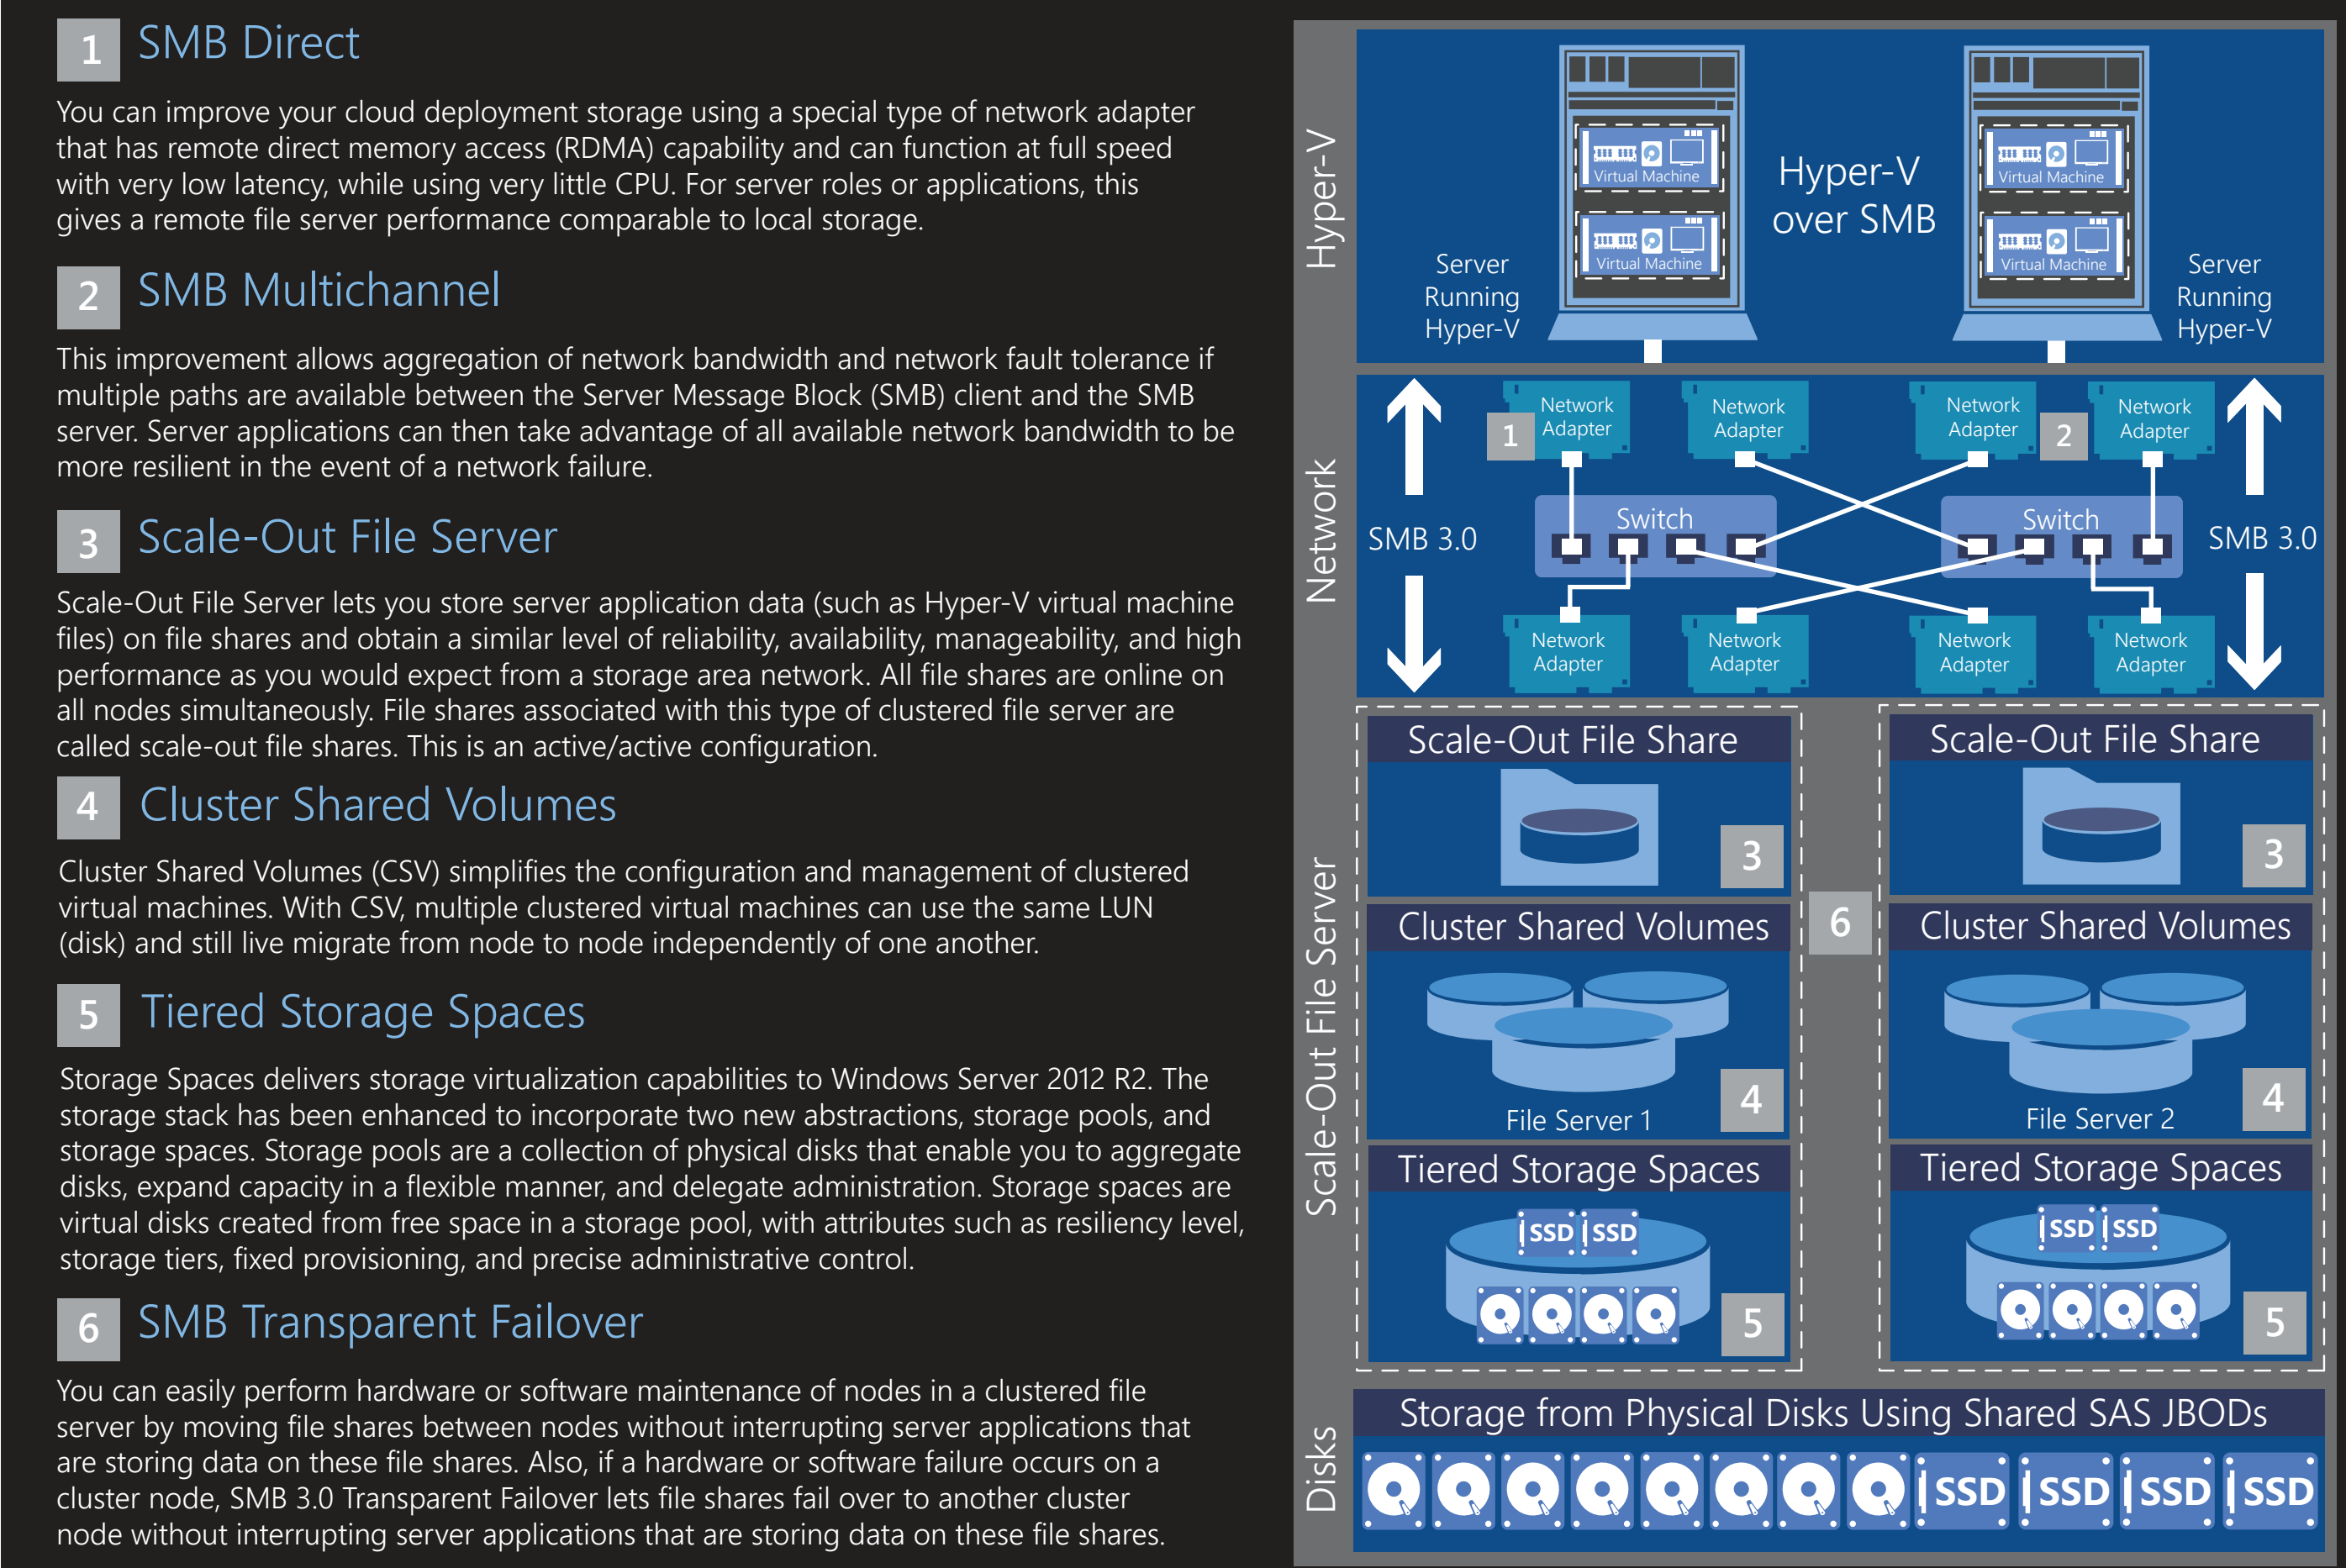 1 SMB Direct
You can improve your cloud deployment storage using a special type of network adapter
that has remote direct memory access (RDMA) capability and can function at full speed
with very low latency, while using very little CPU. For server roles or applications, this
gives a remote file server performance comparable to local storage.
2 SMB Multichannel
This improvement allows aggregation of network bandwidth and network fault tolerance if
multiple paths are available between the Server Message Block (SMB) client and the SMB
server. Server applications can then take advantage of all available network bandwidth to be
more resilient in the event of a network failure.
3 Scale-Out File Server
Scale-Out File Server lets you store server application data (such as Hyper-V virtual machine
files) on file shares and obtain a similar level of reliability, availability, manageability, and high
performance as you would expect from a storage area network. All file shares are online on
all nodes simultaneously. File shares associated with this type of clustered file server are
called scale-out file shares. This is an active/active configuration.
4 Cluster Shared Volumes
Cluster Shared Volumes (CSV) simplifies the configuration and management of clustered
virtual machines. With CSV, multiple clustered virtual machines can use the same LUN
(disk) and still live migrate from node to node independently of one another.
5 Tiered Storage Spaces
Storage Spaces delivers storage virtualization capabilities to Windows Server 2012 R2. The
storage stack has been enhanced to incorporate two new abstractions, storage pools, and
storage spaces. Storage pools are a collection of physical disks that enable you to aggregate
disks, expand capacity in a flexible manner, and delegate administration. Storage spaces are
virtual disks created from free space in a storage pool, with attributes such as resiliency level,
storage tiers, fixed provisioning, and precise administrative control.
6 SMB Transparent Failover
You can easily perform hardware or software maintenance of nodes in a clustered file
server by moving file shares between nodes without interrupting server applications that
are storing data on these file shares. Also, if a hardware or software failure occurs on a
cluster node, SMB 3.0 Transparent Failover lets file shares fail over to another cluster
node without interrupting server applications that are storing data on these file shares.
Hyper-V
Virtual Machine
Virtual Machine
Server
Running
Hyper-V
Hyper-V
over SMB
Virtual Machine
Virtual Machine
Server
Running
Hyper-V
Network
SMB 3.0
1
Network
Adapter
Network
Adapter
Network
Adapter
2
Network
Adapter
Switch
Switch
SMB 3.0
Network
Adapter
Network
Adapter
Network
Adapter
Network
Adapter
Scale-Out File Server
Scale-Out File Share
3
Cluster Shared Volumes
File Server 1
4
Tiered Storage Spaces
SSD SSD
5
6
Scale-Out File Share
3
Cluster Shared Volumes
File Server 2
4
Tiered Storage Spaces
SSD SSD
5
Disks
Storage from Physical Disks Using Shared SAS JBODs
SSD SSD SSD SSD